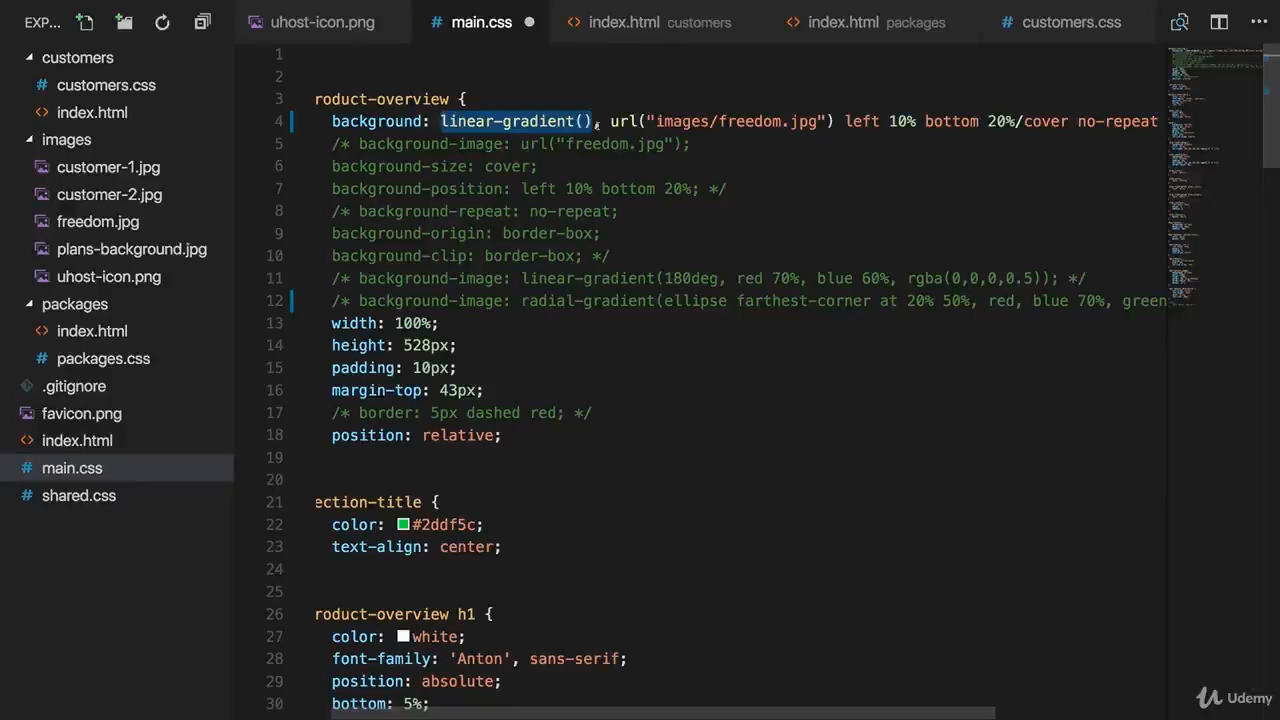 EXP... uhost-icon.png # main.css <> index.html customers <> index.html packages # customers.css ...
customers
# customers.css
<> index.html
images
customer-1.jpg
customer-2.jpg
freedom.jpg
plans-background.jpg
uhost-icon.png
packages
<> index.html
# packages.css
.gitignore
favicon.png
<> index.html
# main.css
# shared.css
1
2
3 roduct-overview {
4 background: linear-gradient(), url("images/freedom.jpg") left 10% bottom 20%/cover no-repeat
5 /* background-image: url("freedom.jpg");
6 background-size: cover;
7 background-position: left 10% bottom 20%; */
8 /* background-repeat: no-repeat;
9 background-origin: border-box;
10 background-clip: border-box; */
11 /* background-image: linear-gradient(180deg, red 70%, blue 60%, rgba(0,0,0,0.5)); */
12 /* background-image: radial-gradient(ellipse farthest-corner at 20% 50%, red, blue 70%, green
13 width: 100%;
14 height: 528px;
15 padding: 10px;
16 margin-top: 43px;
17 /* border: 5px dashed red; */
18 position: relative;
19
20
21 ection-title {
22 color: #2ddf5c;
23 text-align: center;
24
25
26 roduct-overview h1 {
27 color: white;
28 font-family: 'Anton', sans-serif;
29 position: absolute;
30 bottom: 5%;
Udemy